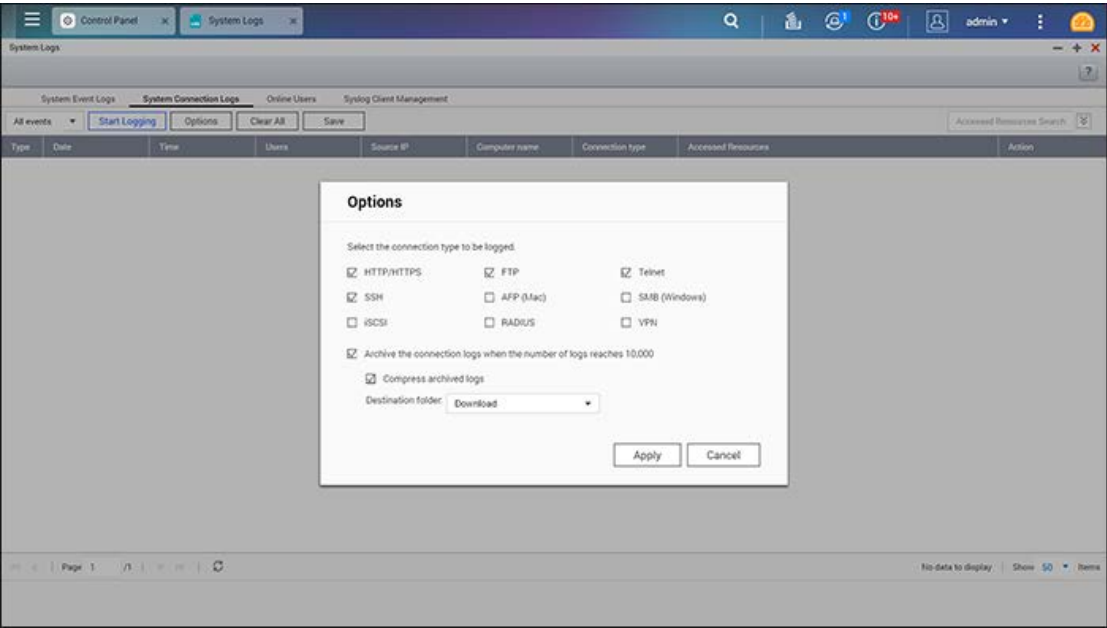 Control Panel × System Logs × 1 10+ admin
System Logs
?
System Event Logs System Connection Logs Online Users Syslog Client Management
All events Start Logging Options Clear All Save Accessed Resources Search
Type Date Time Users Source IP Computer name Connection type Accessed Resources Action
Options
Select the connection type to be logged.
HTTP/HTTPS FTP Telnet
SSH AFP (Mac) SMB (Windows)
iSCSI RADIUS VPN
Archive the connection logs when the number of logs reaches 10,000
Compress archived logs
Destination folder: Download
Apply Cancel
Page 1 /1 No data to display Show 50 Items